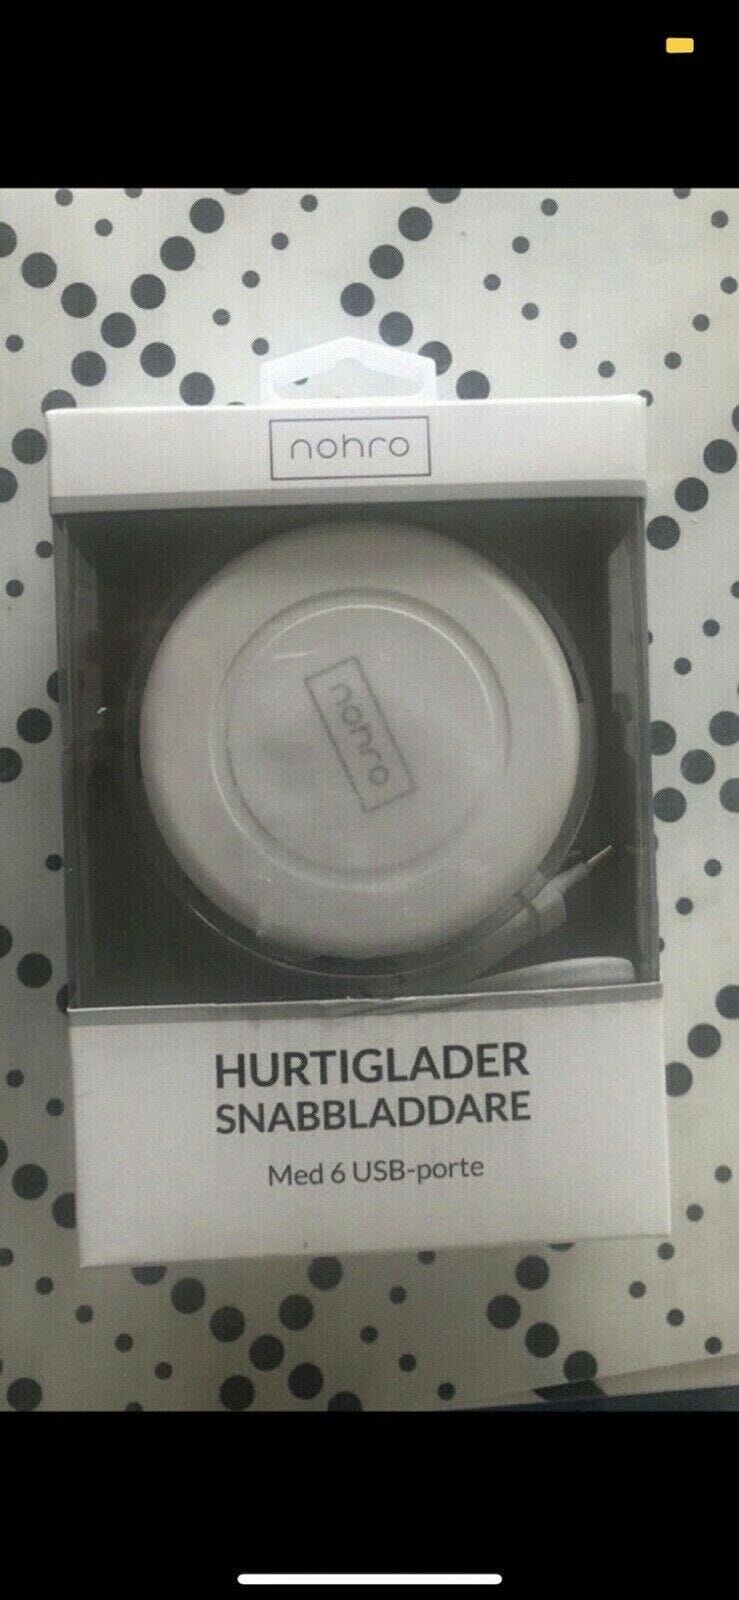 nohro
nohro
HURTIGLADER
SNABBLADDARE
Med 6 USB-porte